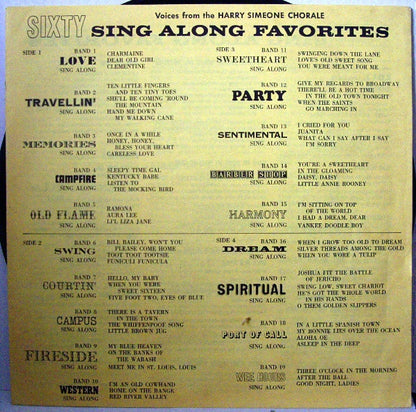 Voices from the HARRY SIMEONE CHORALE
SIXTY SING ALONG FAVORITES
SIDE 1
BAND 1
LOVE
SING ALONG
CHARMAINE
DEAR OLD GIRL
CLEMENTINE
BAND 2
TRAVELLIN'
SING ALONG
TEN LITTLE FINGERS
AND TEN TINY TOES
SHE'LL BE COMING 'ROUND
THE MOUNTAIN
HAND ME DOWN
MY WALKING CANE
BAND 3
MEMORIES
SING ALONG
ONCE IN A WHILE
HONEY, HONEY,
BLESS YOUR HEART
CARELESS LOVE
BAND 4
CAMPFIRE
SING ALONG
SLEEPY TIME GAL
KENTUCKY BABE
LISTEN TO
THE MOCKING BIRD
BAND 5
OLD FLAME
SING ALONG
RAMONA
AURA LEE
LI'L LIZA JANE
SIDE 2
BAND 6
SWING
SING ALONG
BILL BAILEY, WON'T YOU
PLEASE COME HOME
TOOT TOOT TOOTSIE
FUNICULI FUNICULA
BAND 7
COURTIN'
SING ALONG
HELLO, MY BABY
WHEN YOU WERE
SWEET SIXTEEN
FIVE FOOT TWO, EYES OF BLUE
BAND 8
CAMPUS
SING ALONG
THERE IS A TAVERN
IN THE TOWN
THE WHIFFENPOOF SONG
LITTLE BROWN JUG
BAND 9
FIRESIDE
SING ALONG
MY BLUE HEAVEN
ON THE BANKS OF
THE WABASH
MEET ME IN ST. LOUIS, LOUIS
BAND 10
WESTERN
SING ALONG
I'M AN OLD COWHAND
HOME ON THE RANGE
RED RIVER VALLEY
SIDE 3
BAND 11
SWEETHEART
SING ALONG
SWINGING DOWN THE LANE
LOVE'S OLD SWEET SONG
YOU WERE MEANT FOR ME
BAND 12
PARTY
SING ALONG
GIVE MY REGARDS TO BROADWAY
THERE'LL BE A HOT TIME
IN THE OLD TOWN TONIGHT
WHEN THE SAINTS
GO MARCHING IN
BAND 13
SENTIMENTAL
SING ALONG
I CRIED FOR YOU
JUANITA
WHAT CAN I SAY AFTER I SAY
I'M SORRY
BAND 14
BARBER SHOP
SING ALONG
YOU'RE A SWEETHEART
IN THE GLOAMING
DAISY, DAISY
LITTLE ANNIE ROONEY
BAND 15
HARMONY
SING ALONG
I'M SITTING ON TOP
OF THE WORLD
I HAD A DREAM, DEAR
YANKEE DOODLE BOY
SIDE 4
BAND 16
DREAM
SING ALONG
WHEN I GROW TOO OLD TO DREAM
SILVER THREADS AMONG THE GOLD
WHEN YOU WORE A TULIP
BAND 17
SPIRITUAL
SING ALONG
JOSHUA FIT THE BATTLE
OF JERICHO
SWING LOW, SWEET CHARIOT
HE'S GOT THE WHOLE WORLD
IN HIS HANDS
O THEM GOLDEN SLIPPERS
BAND 18
PORT OF CALL
SING ALONG
IN A LITTLE SPANISH TOWN
MY BONNIE LIES OVER THE OCEAN
ALOHA OE
ASLEEP IN THE DEEP
BAND 19
WEE HOURS
SING ALONG
THREE O'CLOCK IN THE MORNING
AFTER THE BALL
GOOD NIGHT, LADIES